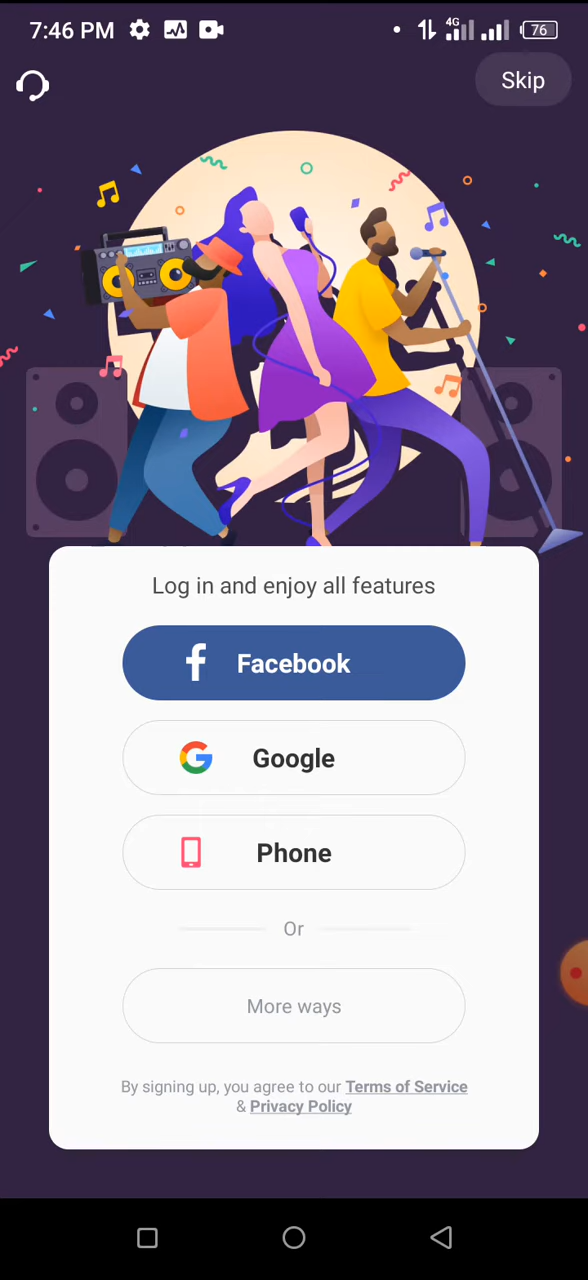 7:46 PM 4G 76
Skip
Log in and enjoy all features
Facebook
Google
Phone
Or
More ways
By signing up, you agree to our Terms of Service
& Privacy Policy